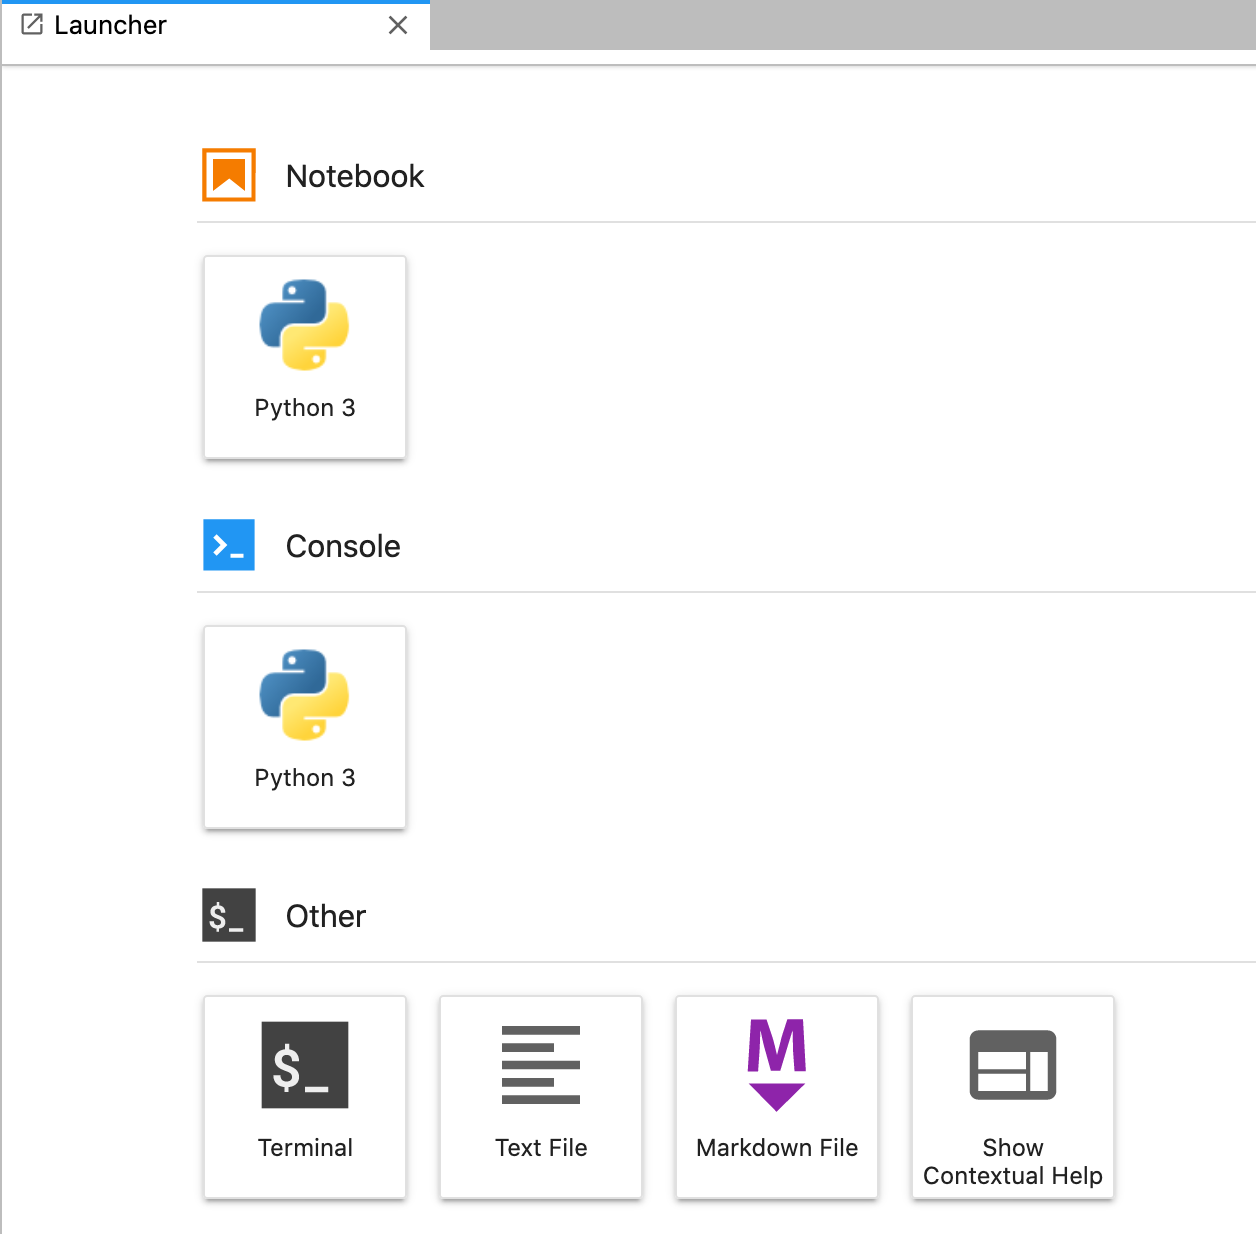 Launcher
Notebook
Python 3
>_ Console
Python 3
$_ Other
$_
Terminal
Text File
M
Markdown File
Show
Contextual Help